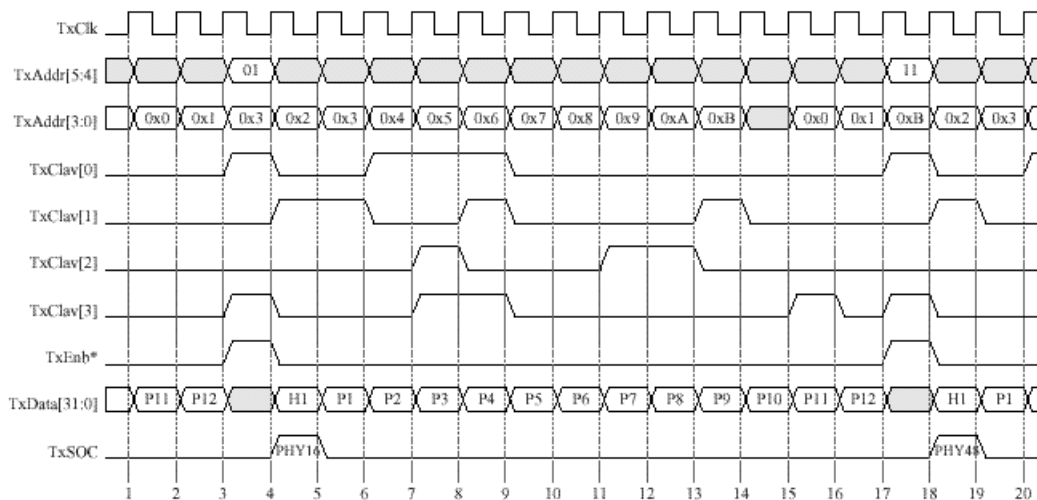 TxClk
TxAddr[5:4] 01 11
TxAddr[3:0] 0x0 0x1 0x3 0x2 0x3 0x4 0x5 0x6 0x7 0x8 0x9 0xA 0xB 0x0 0x1 0xB 0x2 0x3
TxClav[0]
TxClav[1]
TxClav[2]
TxClav[3]
TxEnb*
TxData[31:0] P11 P12 H1 P1 P2 P3 P4 P5 P6 P7 P8 P9 P10 P11 P12 H1 P1
TxSOC PHY16 PHY48
1 2 3 4 5 6 7 8 9 10 11 12 13 14 15 16 17 18 19 20